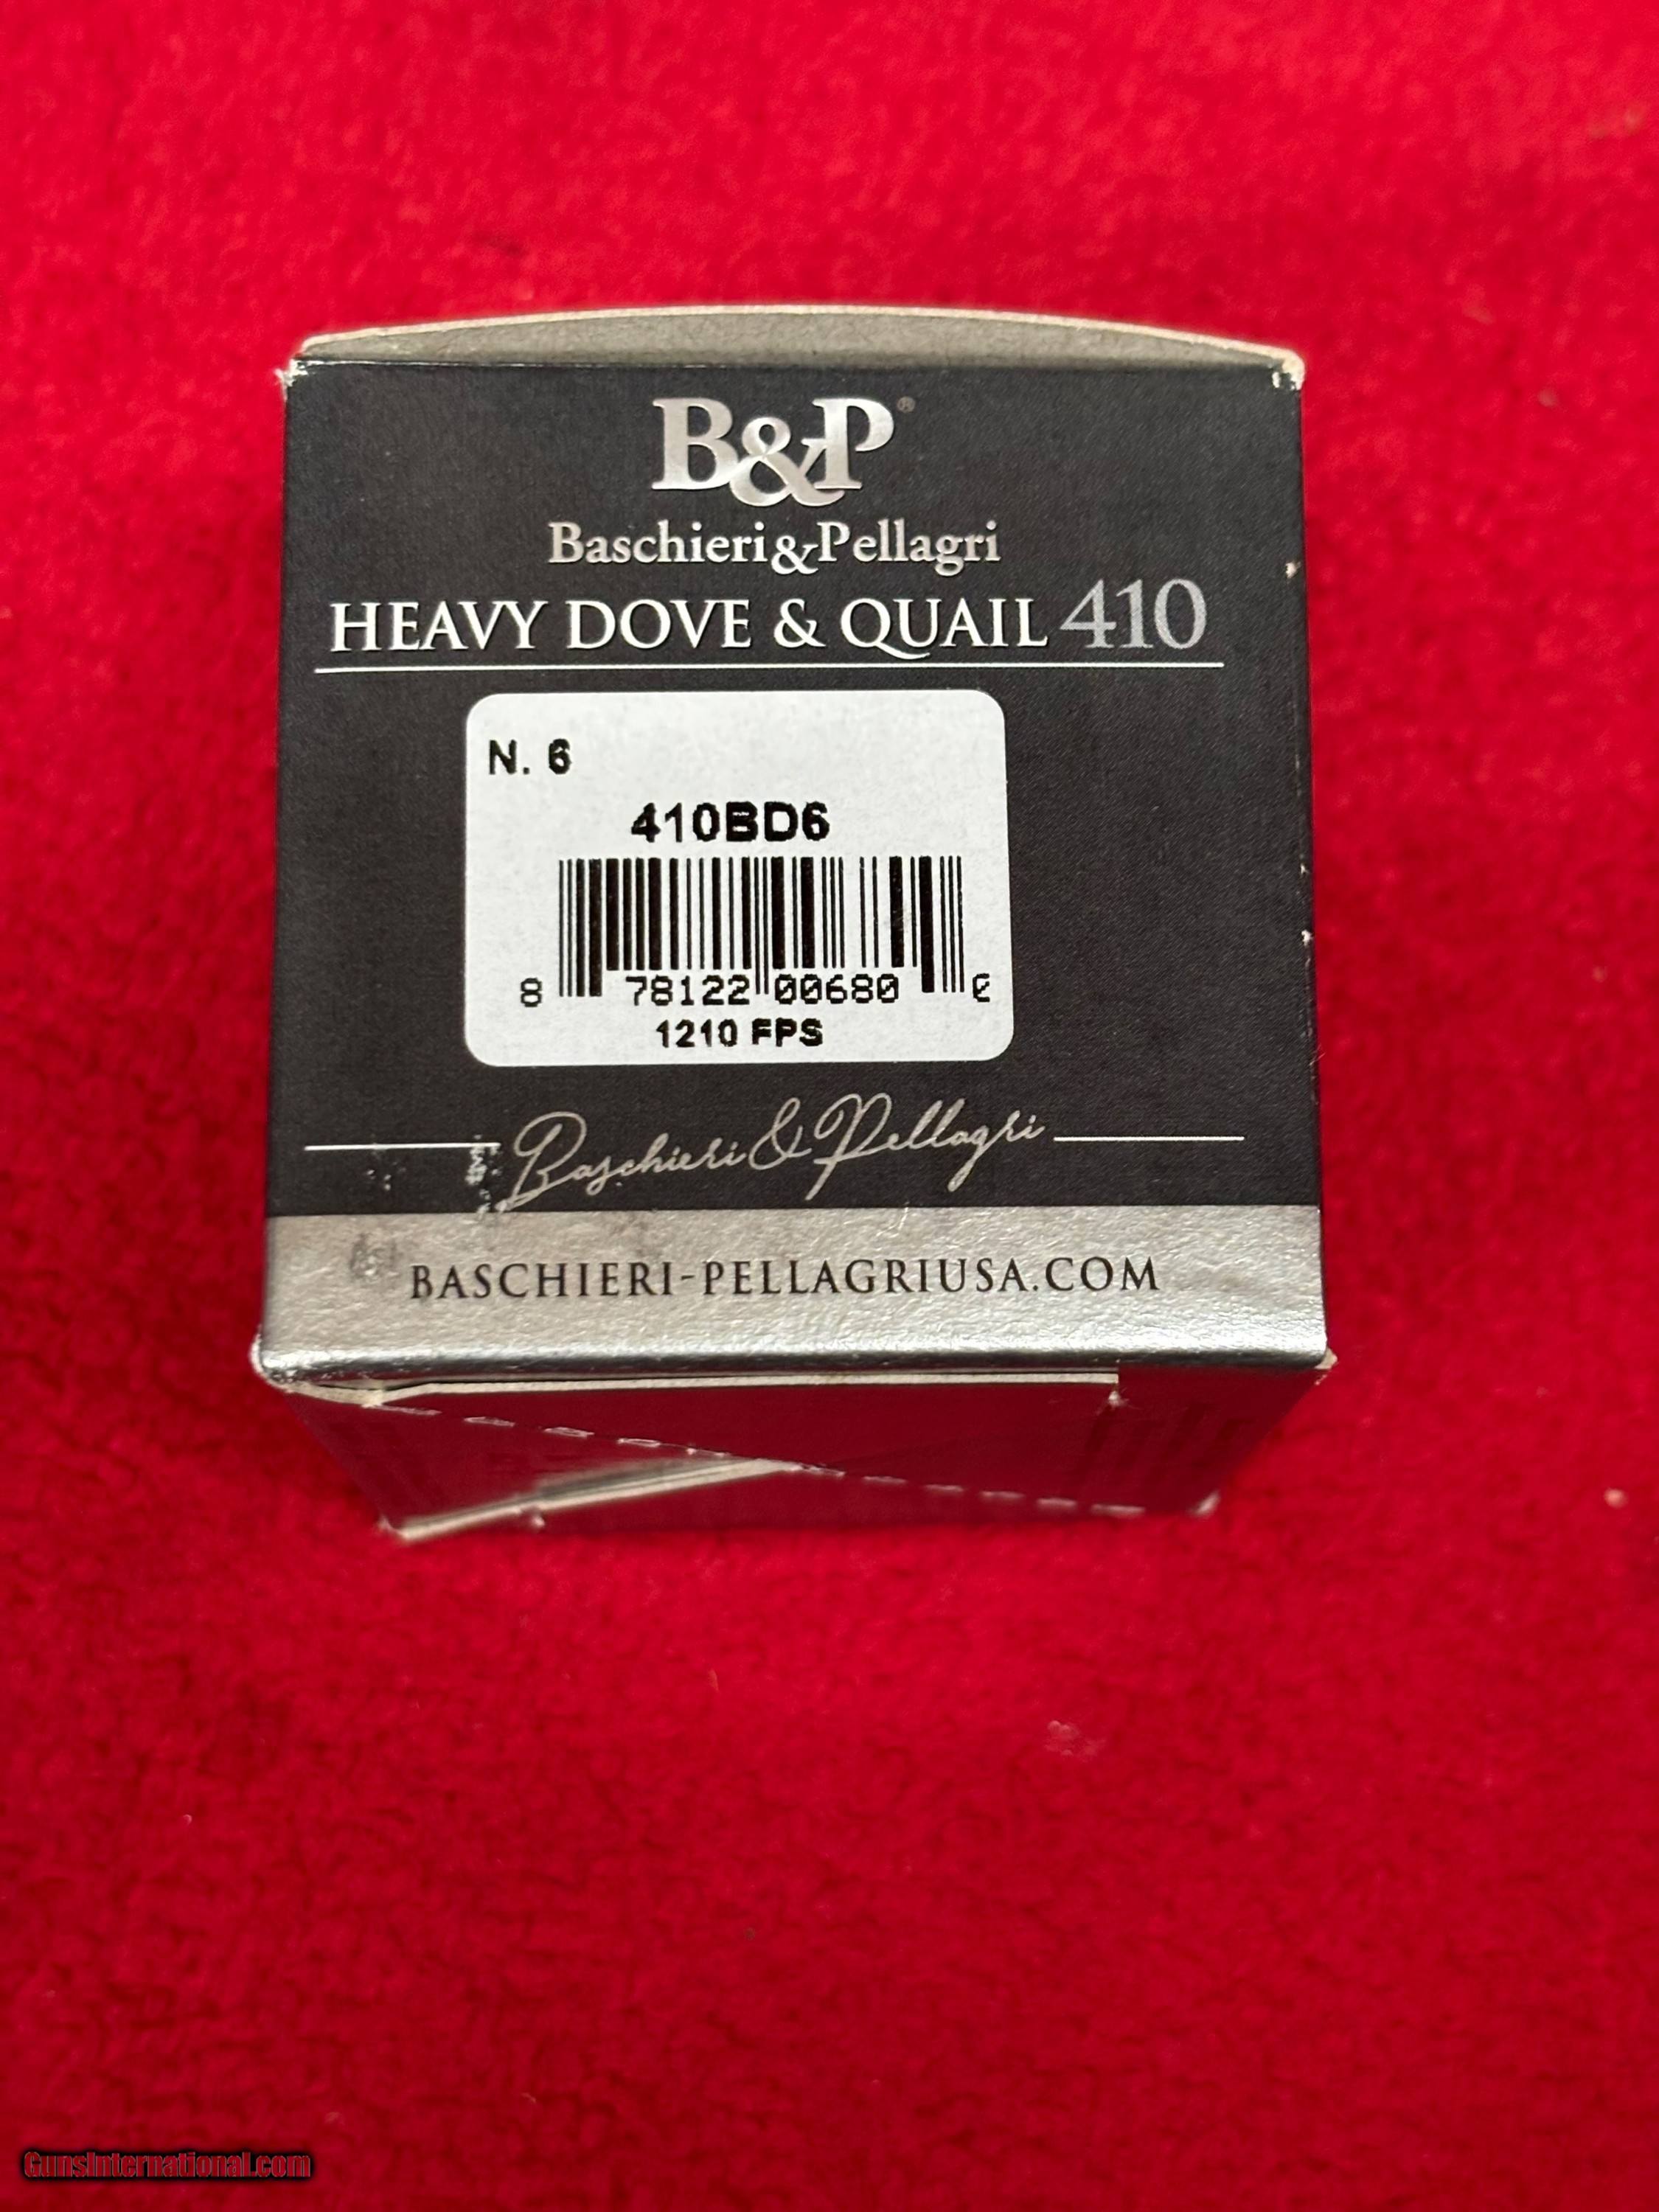 B&P®
Baschieri&Pellagri
HEAVY DOVE & QUAIL 410
N. 6
410BD6
8 78122 00680
1210 FPS
Baschieri & Pellagri
BASCHIERI-PELLAGRIUSA.COM
GunsInternational.com